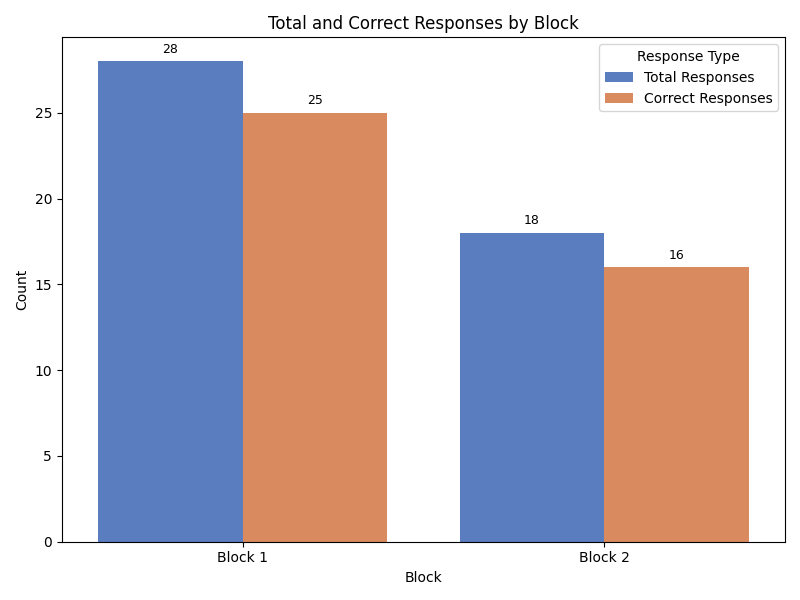 Total and Correct Responses by Block
28
25
18
16
Response Type
Total Responses
Correct Responses
Count
25
20
15
10
5
0
Block 1
Block 2
Block